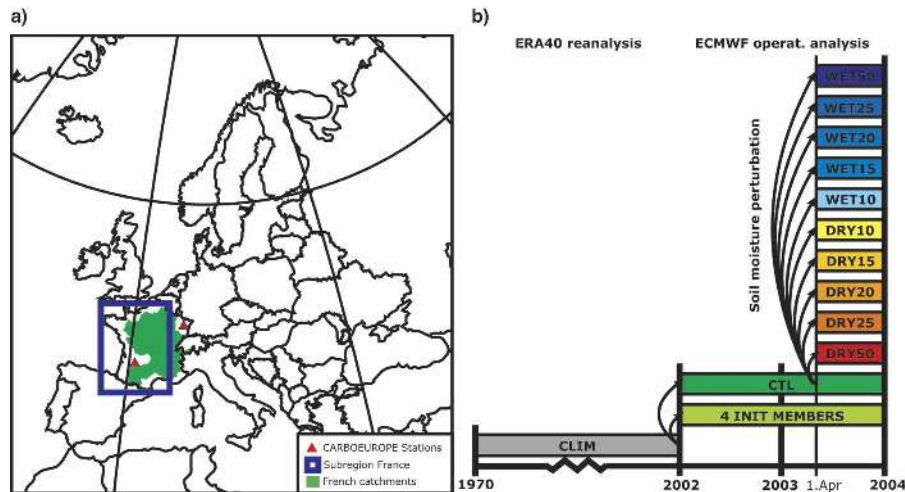 a)
CARBOEUROPE Stations
Subregion France
French catchments
b)
ERA40 reanalysis
ECMWF operat. analysis
Soil moisture perturbation
WET50
WET25
WET20
WET15
WET10
DRY10
DRY15
DRY20
DRY25
DRY50
CTL
4 INIT MEMBERS
CLIM
1970
2002
2003
1.Apr
2004